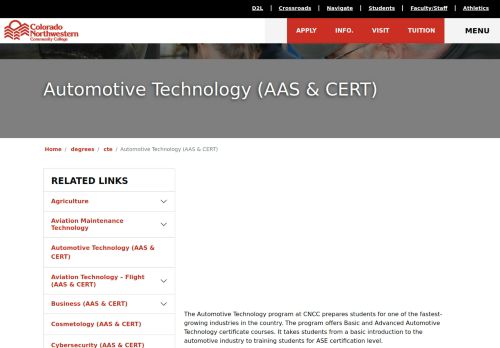 D2L | Crossroads | Navigate | Students | Faculty/Staff | Athletics
Colorado
Northwestern
Community College
APPLY INFO. VISIT TUITION MENU
Automotive Technology (AAS & CERT)
Home / degrees / cte / Automotive Technology (AAS & CERT)
RELATED LINKS
Agriculture
Aviation Maintenance
Technology
Automotive Technology (AAS &
CERT)
Aviation Technology – Flight
(AAS & CERT)
Business (AAS & CERT)
Cosmetology (AAS & CERT)
Cybersecurity (AAS & CERT)
The Automotive Technology program at CNCC prepares students for one of the fastest-
growing industries in the country. The program offers Basic and Advanced Automotive
Technology certificate courses. It takes students from a basic introduction to the
automotive industry to training students for ASE certification level.